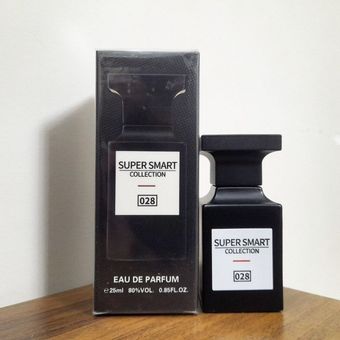 SUPER SMART
COLLECTION
028
EAU DE PARFUM
℮25ml 80%VOL. 0.85FL.OZ.
SUPER SMART
COLLECTION
028